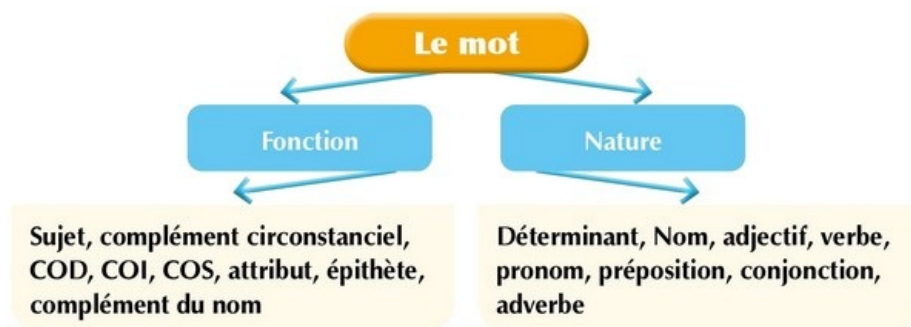 Le mot
Fonction
Nature
Sujet, complément circonstanciel,
COD, COI, COS, attribut, épithète,
complément du nom
Déterminant, Nom, adjectif, verbe,
pronom, préposition, conjonction,
adverbe